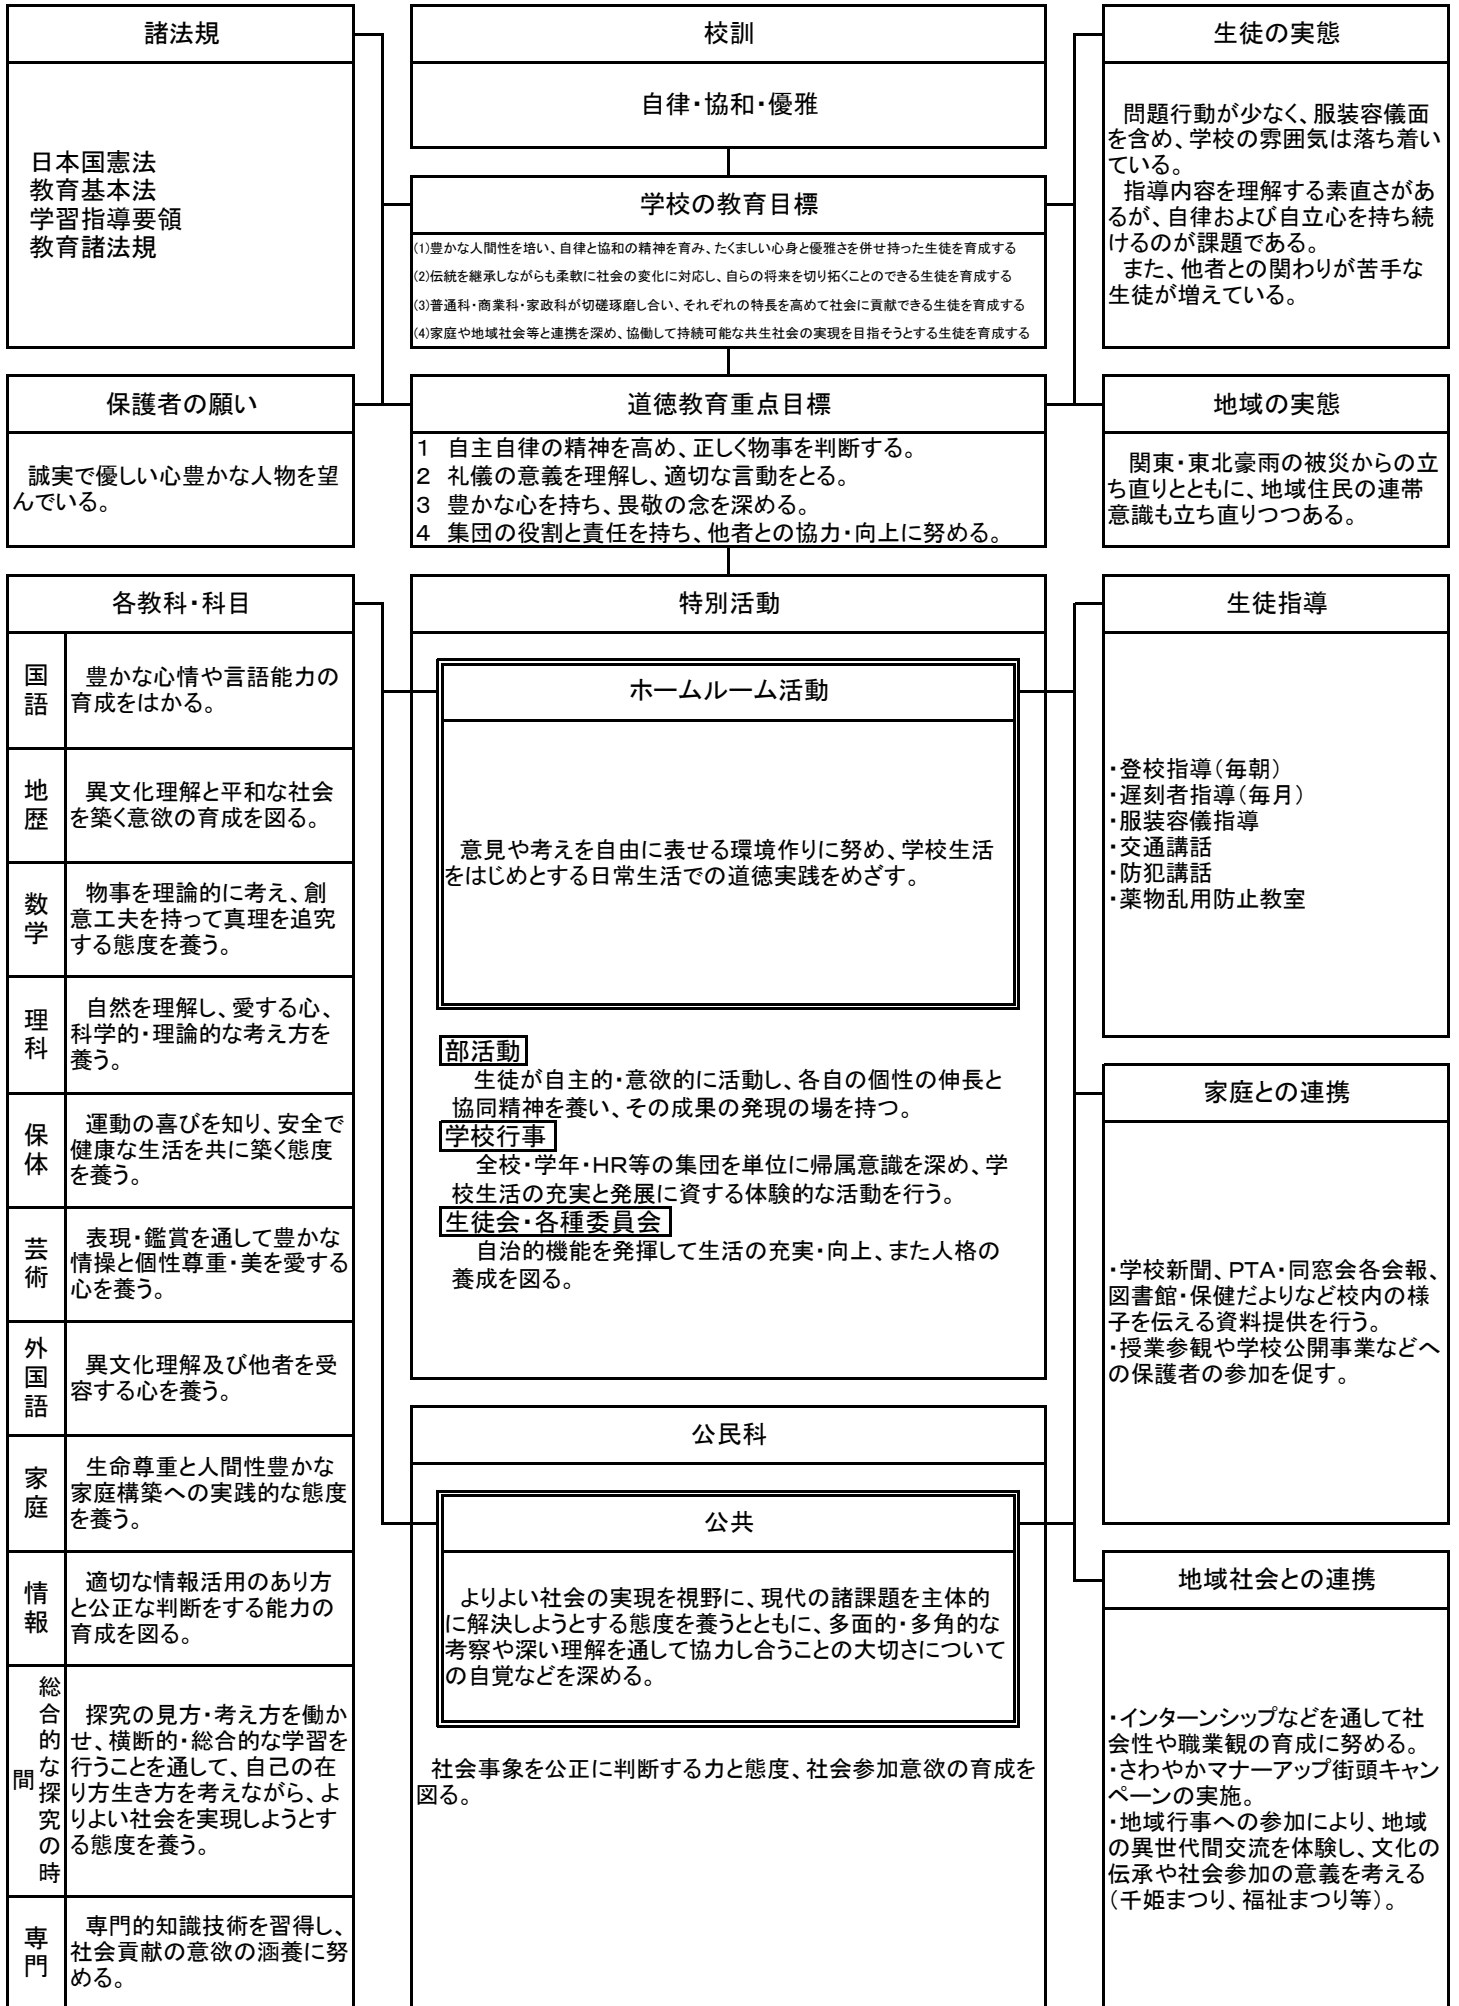 諸法規
日本国憲法
教育基本法
学習指導要領
教育諸法規
校訓
自律・協和・優雅
生徒の実態
問題行動が少なく、服装容儀面
を含め、学校の雰囲気は落ち着い
ている。
指導内容を理解する素直さがあ
るが、自律および自立心を持ち続
けるのが課題である。
また、他者との関わりが苦手な
生徒が増えている。
学校の教育目標
(1)豊かな人間性を培い、自律と協和の精神を育み、たくましい心身と優雅さを併せ持った生徒を育成する
(2)伝統を継承しながらも柔軟に社会の変化に対応し、自らの将来を切り拓くことのできる生徒を育成する
(3)普通科・商業科・家政科が切磋琢磨し合い、それぞれの特長を高めて社会に貢献できる生徒を育成する
(4)家庭や地域社会等と連携を深め、協働して持続可能な共生社会の実現を目指そうとする生徒を育成する
保護者の願い
誠実で優しい心豊かな人物を望
んでいる。
道徳教育重点目標
1 自主自律の精神を高め、正しく物事を判断する。
2 礼儀の意義を理解し、適切な言動をとる。
3 豊かな心を持ち、畏敬の念を深める。
4 集団の役割と責任を持ち、他者との協力・向上に努める。
地域の実態
関東・東北豪雨の被災からの立
ち直りとともに、地域住民の連帯
意識も立ち直りつつある。
各教科・科目
国語
豊かな心情や言語能力の
育成をはかる。
地歴
異文化理解と平和な社会
を築く意欲の育成を図る。
数学
物事を理論的に考え、創
意工夫を持って真理を追究
する態度を養う。
理科
自然を理解し、愛する心、
科学的・理論的な考え方を
養う。
保体
運動の喜びを知り、安全で
健康な生活を共に築く態度
を養う。
芸術
表現・鑑賞を通して豊かな
情操と個性尊重・美を愛する
心を養う。
外国語
異文化理解及び他者を受
容する心を養う。
家庭
生命尊重と人間性豊かな
家庭構築への実践的な態度
を養う。
情報
適切な情報活用のあり方
と公正な判断をする能力の
育成を図る。
総合的な探究の時
間
探究の見方・考え方を働か
せ、横断的・総合的な学習を
行うことを通して、自己の在
り方生き方を考えながら、よ
りよい社会を実現しようとす
る態度を養う。
専門
専門的知識技術を習得し、
社会貢献の意欲の涵養に努
める。
特別活動
ホームルーム活動
意見や考えを自由に表せる環境作りに努め、学校生活
をはじめとする日常生活での道徳実践をめざす。
部活動
生徒が自主的・意欲的に活動し、各自の個性の伸長と
協同精神を養い、その成果の発現の場を持つ。
学校行事
全校・学年・HR等の集団を単位に帰属意識を深め、学
校生活の充実と発展に資する体験的な活動を行う。
生徒会・各種委員会
自治的機能を発揮して生活の充実・向上、また人格の
養成を図る。
公民科
公共
よりよい社会の実現を視野に、現代の諸課題を主体的
に解決しようとする態度を養うとともに、多面的・多角的な
考察や深い理解を通して協力し合うことの大切さについて
の自覚などを深める。
社会事象を公正に判断する力と態度、社会参加意欲の育成を
図る。
生徒指導
・登校指導(毎朝)
・遅刻者指導(毎月)
・服装容儀指導
・交通講話
・防犯講話
・薬物乱用防止教室
家庭との連携
・学校新聞、PTA・同窓会各会報、
図書館・保健だよりなど校内の様
子を伝える資料提供を行う。
・授業参観や学校公開事業などへ
の保護者の参加を促す。
地域社会との連携
・インターンシップなどを通して社
会性や職業観の育成に努める。
・さわやかマナーアップ街頭キャン
ペーンの実施。
・地域行事への参加により、地域
の異世代間交流を体験し、文化の
伝承や社会参加の意義を考える
(千姫まつり、福祉まつり等)。